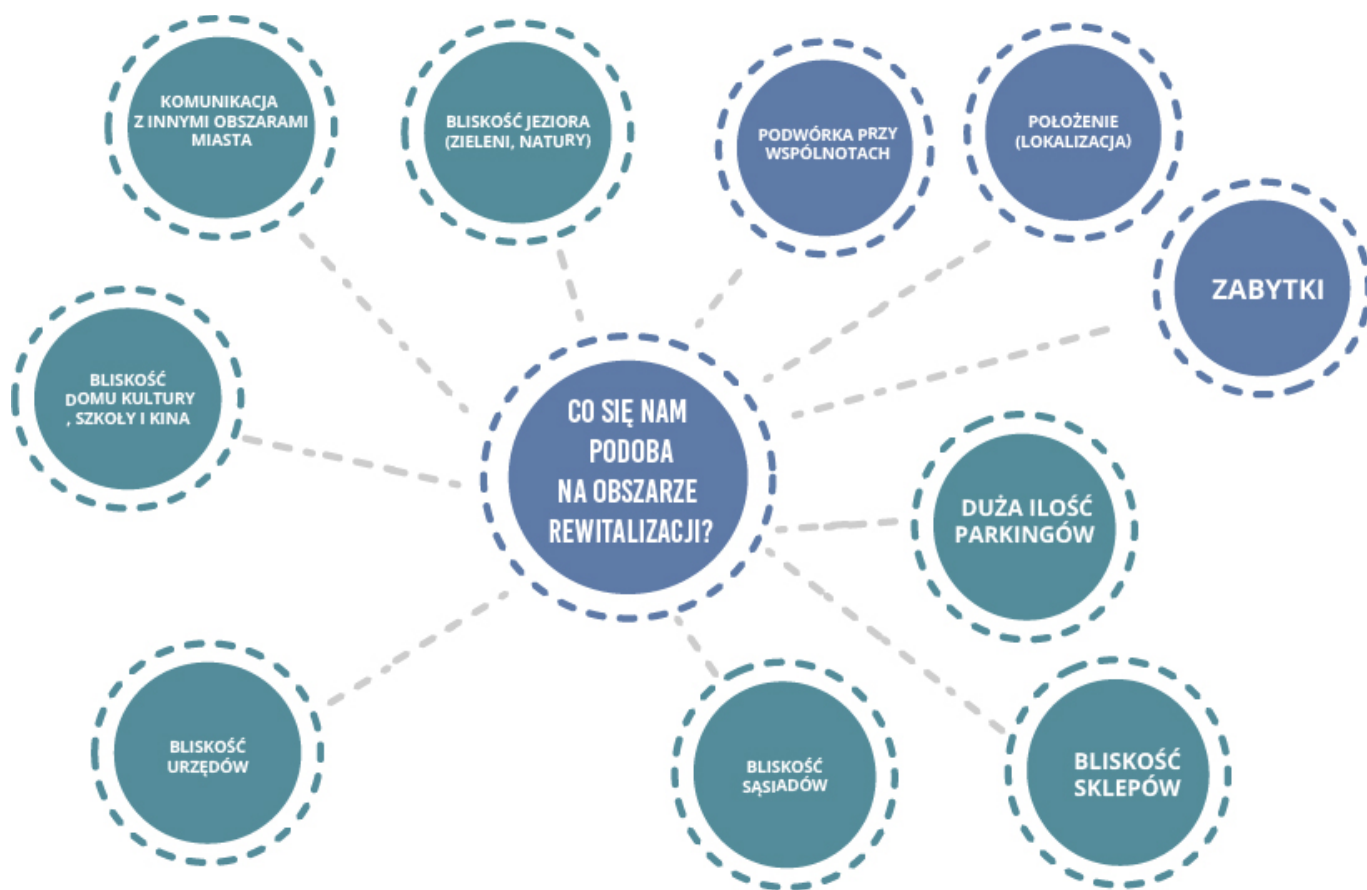 KOMUNIKACJA
Z INNYMI OBSZARAMI
MIASTA
BLISKOŚĆ JEZIORA
(ZIELENI, NATURY)
PODWÓRKA PRZY
WSPÓLNOTACH
POŁOŻENIE
(LOKALIZACJA)
ZABYTKI
BLISKOŚĆ
DOMU KULTURY
, SZKOŁY I KINA
CO SIĘ NAM
PODOBA
NA OBSZARZE
REWITALIZACJI?
DUŻA ILOŚĆ
PARKINGÓW
BLISKOŚĆ
URZĘDÓW
BLISKOŚĆ
SĄSIADÓW
BLISKOŚĆ
SKLEPÓW